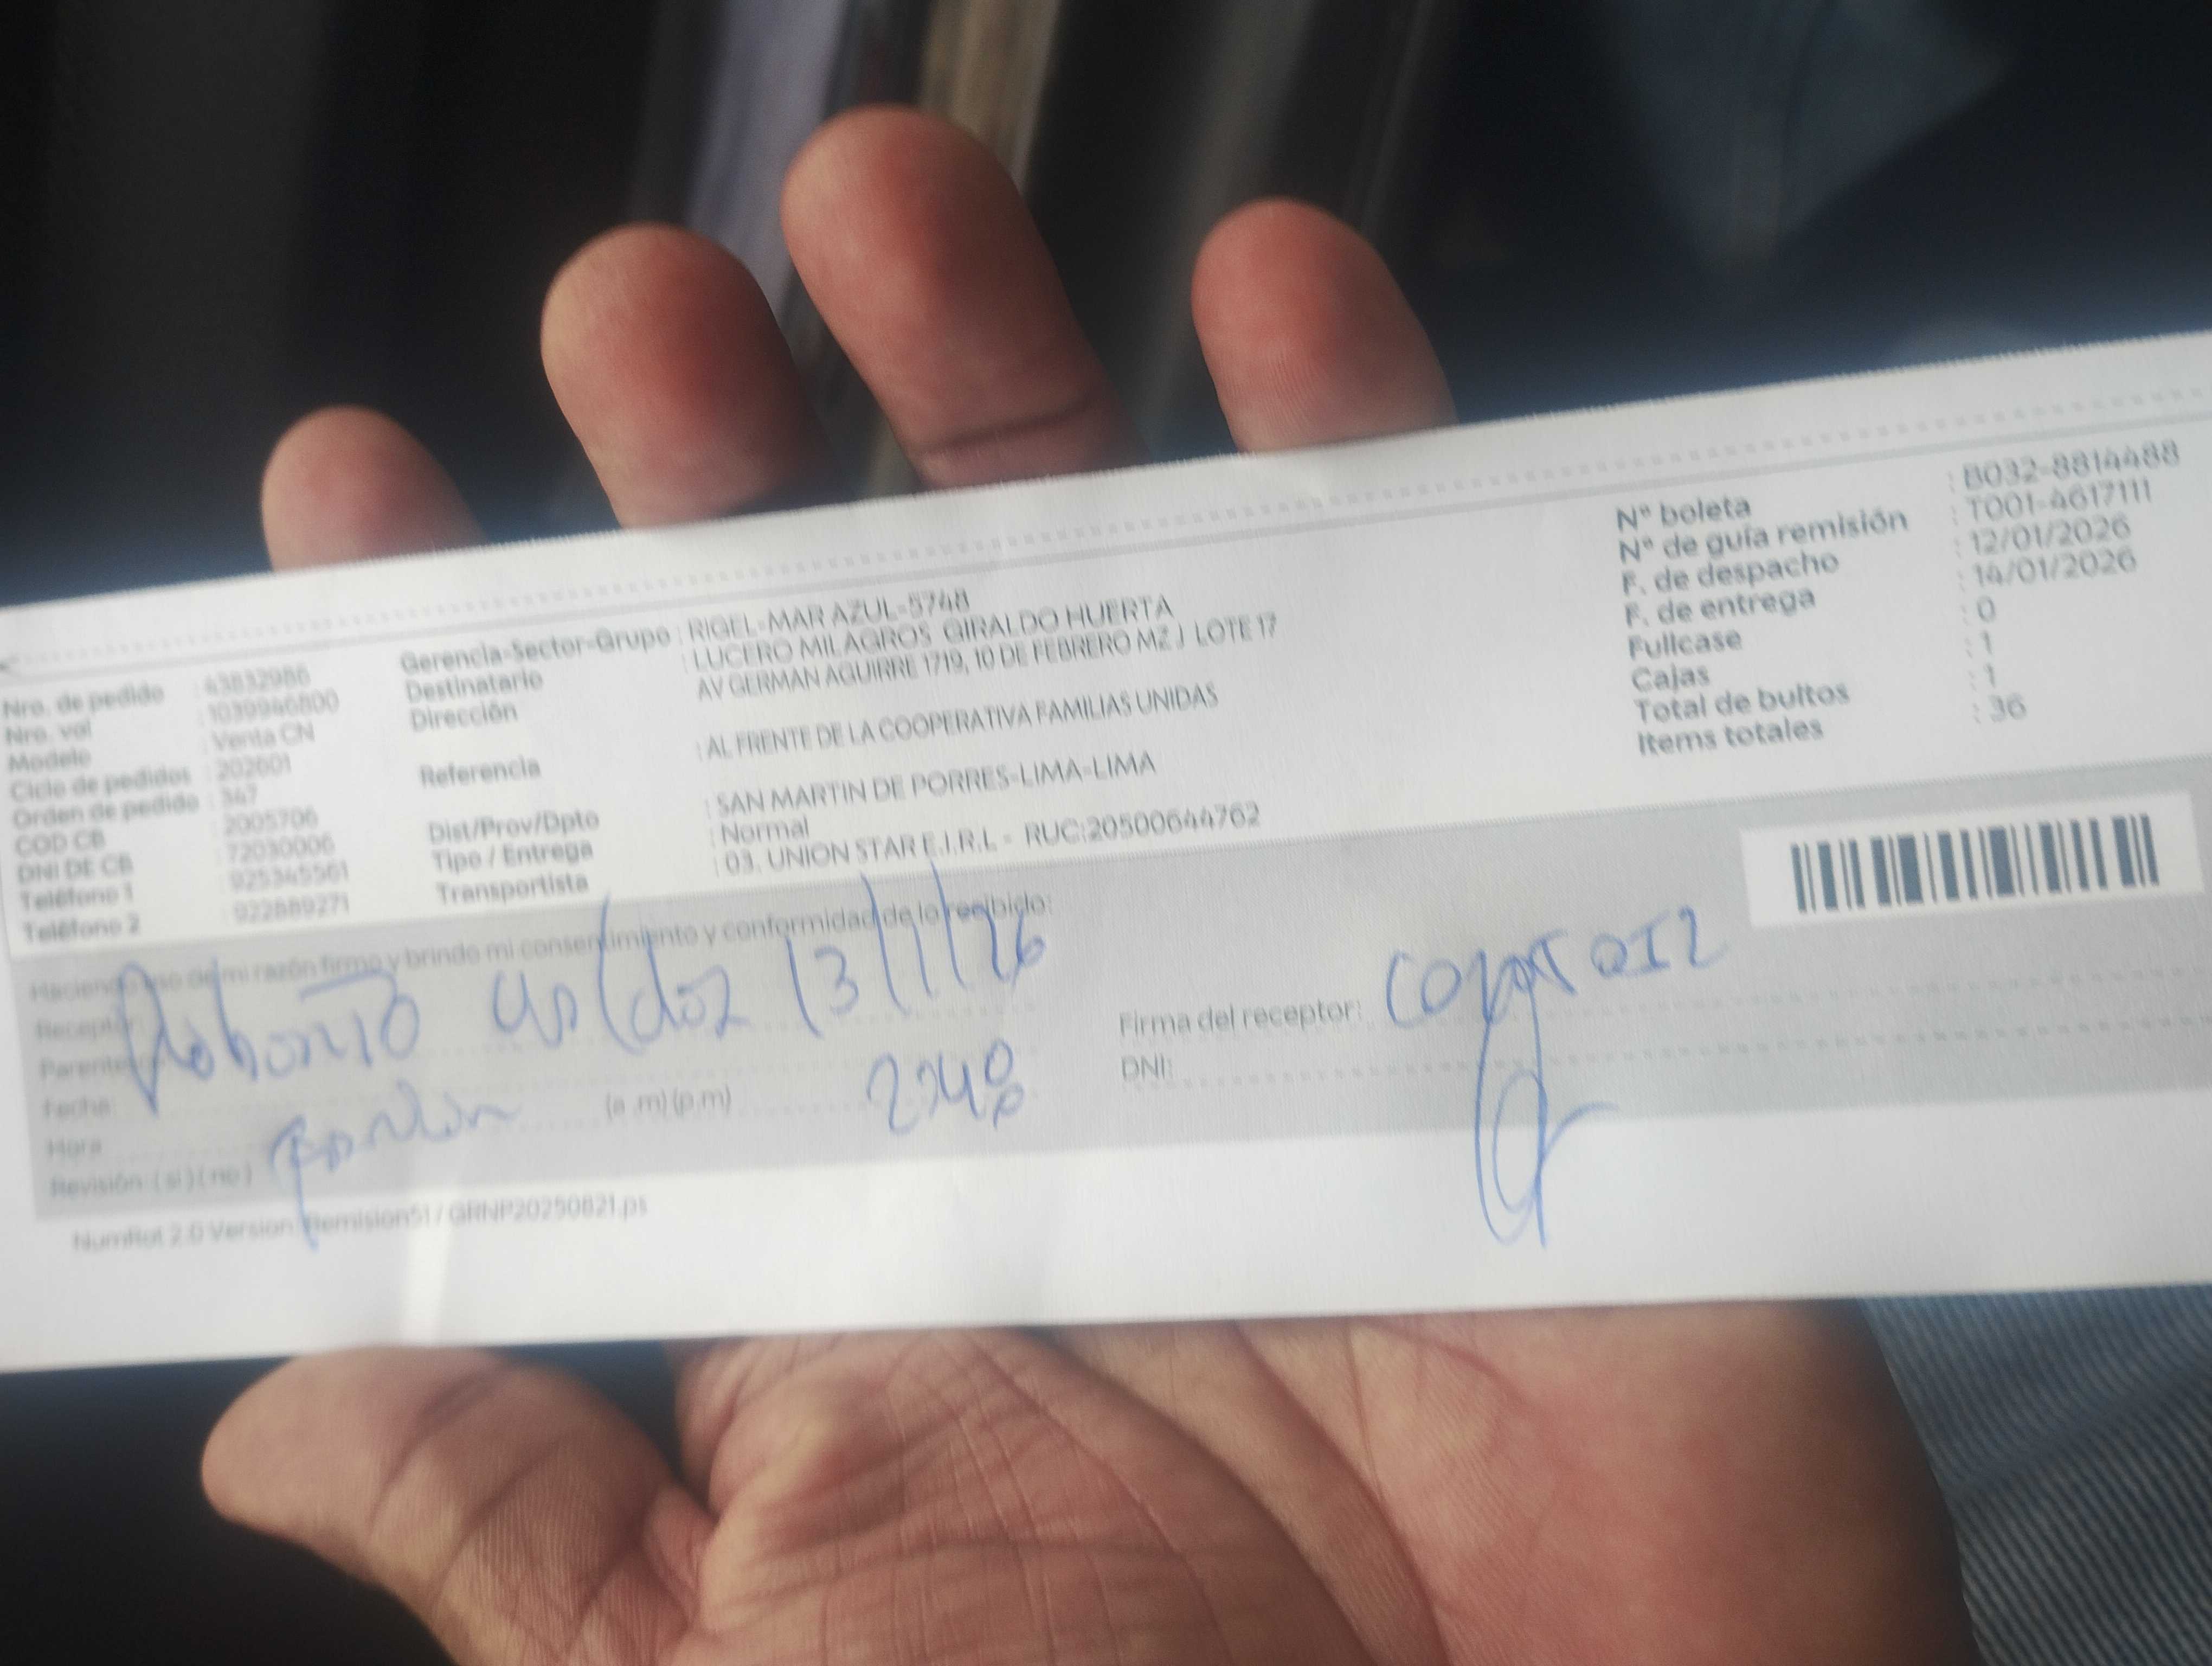 Nro. de pedido : 43832986
Nro. val : 1039940800
Modelo : Venta CN
Ciclo de pedidos : 202601
Orden de pedido : 347
COD CB : 2005706
DNI DE CB : 72030006
Teléfono 1 : 925345561
Teléfono 2 : 922889271
Gerencia-Sector-Grupo : RIGEL-MAR AZUL-5748
Destinatario : LUCERO MILAGROS GIRALDO HUERTA
Dirección : AV GERMAN AGUIRRE 1719, 10 DE FEBRERO MZ J LOTE 17
Referencia : AL FRENTE DE LA COOPERATIVA FAMILIAS UNIDAS
Dist/Prov/Dpto : SAN MARTIN DE PORRES-LIMA-LIMA
Tipo / Entrega : Normal
Transportista : 03. UNION STAR E.I.R.L - RUC:20500644762
Nº boleta : B032-8814488
Nº de guía remisión : T001-4617111
F. de despacho : 12/01/2026
F. de entrega : 14/01/2026
Fullcase : 0
Cajas : 1
Total de bultos : 1
Items totales : 36
Haciendo uso de mi razón firmo y brindo mi consentimiento y conformidad de lo recibido:
Receptor: 13/1/26
Parentes
Fecha:
Hora (a.m) (p.m)
Revisión: (si) (no)
Firma del receptor:
DNI:
NumRot 2.0 Version: Remision51 / GRNP20250821.ps